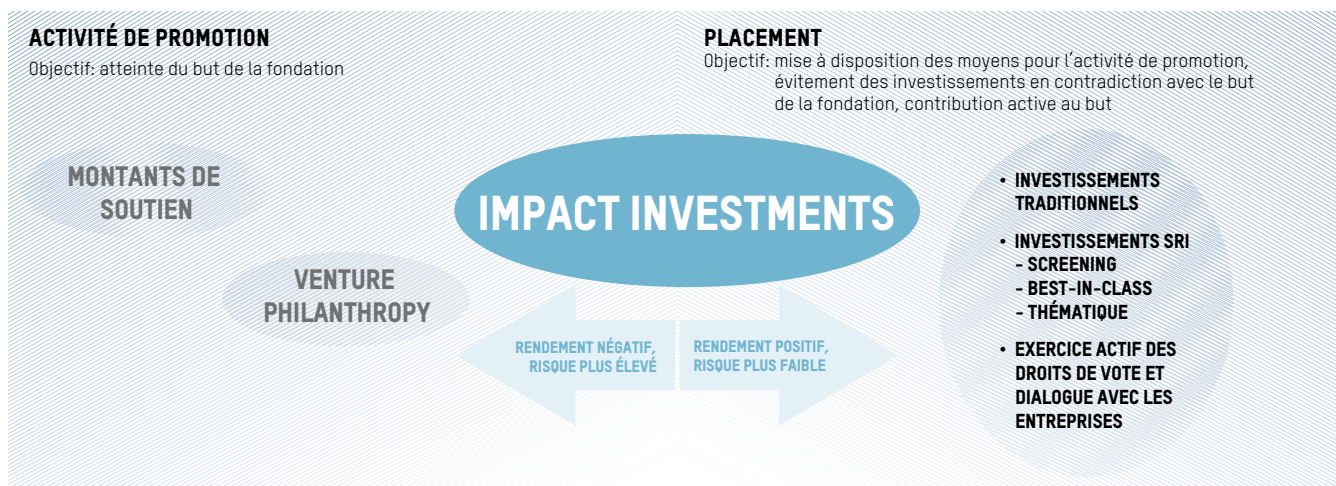 ACTIVITÉ DE PROMOTION
Objectif: atteinte du but de la fondation
PLACEMENT
Objectif: mise à disposition des moyens pour l'activité de promotion,
évitement des investissements en contradiction avec le but
de la fondation, contribution active au but
MONTANTS DE
SOUTIEN
VENTURE
PHILANTHROPY
IMPACT INVESTMENTS
RENDEMENT NÉGATIF,
RISQUE PLUS ÉLEVÉ
RENDEMENT POSITIF,
RISQUE PLUS FAIBLE
• INVESTISSEMENTS
TRADITIONNELS
• INVESTISSEMENTS SRI
- SCREENING
- BEST-IN-CLASS
- THÉMATIQUE
• EXERCICE ACTIF DES
DROITS DE VOTE ET
DIALOGUE AVEC LES
ENTREPRISES